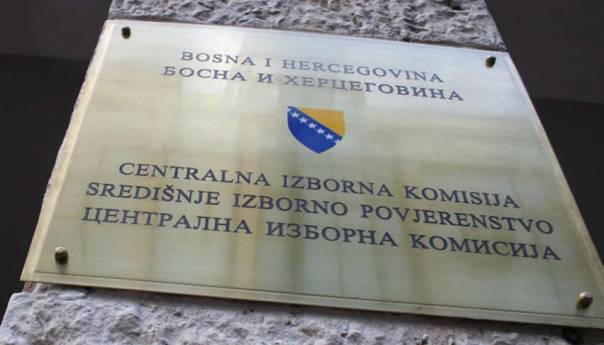 BOSNA I HERCEGOVINA
БОСНА И ХЕРЦЕГОВИНА
CENTRALNA IZBORNA KOMISIJA
SREDIŠNJE IZBORNO POVJERENSTVO
ЦЕНТРАЛНА ИЗБОРНА КОМИСИЈА